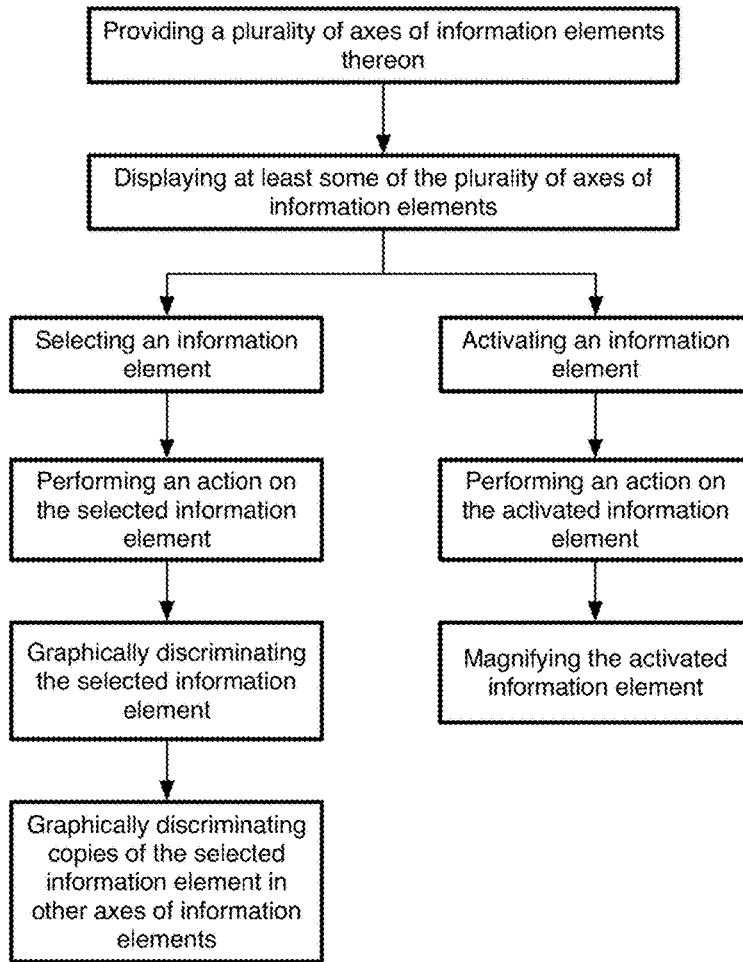 Providing a plurality of axes of information elements
thereon
Displaying at least some of the plurality of axes of
information elements
Selecting an information
element
Performing an action on
the selected information
element
Graphically discriminating
the selected information
element
Graphically discriminating
copies of the selected
information element in
other axes of information
elements
Activating an information
element
Performing an action on
the activated information
element
Magnifying the activated
information element